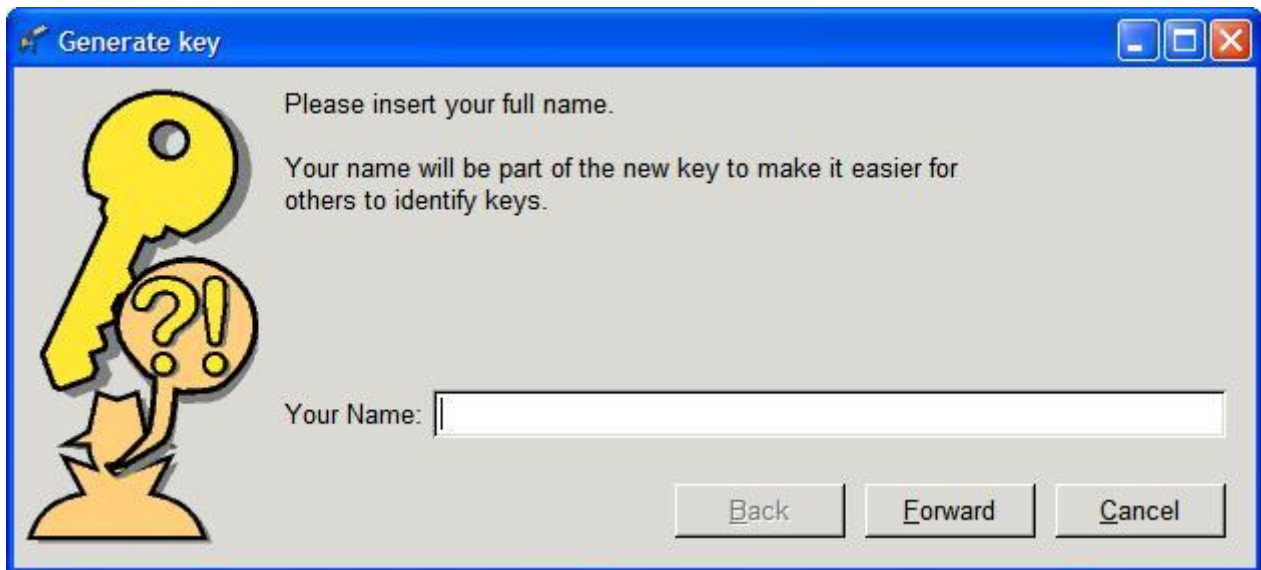 Generate key
Please insert your full name.
Your name will be part of the new key to make it easier for
others to identify keys.
?!
Your Name:
Back Forward Cancel